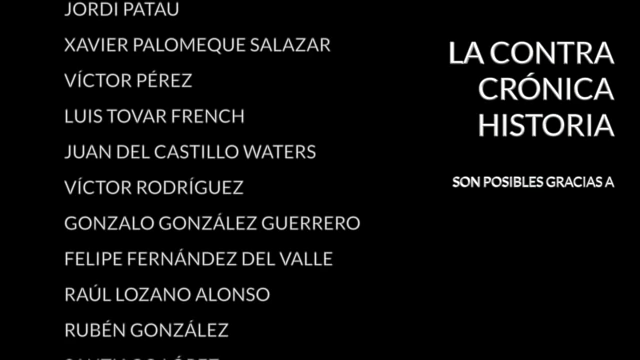 JORDI PATAU
XAVIER PALOMEQUE SALAZAR
VÍCTOR PÉREZ
LUIS TOVAR FRENCH
JUAN DEL CASTILLO WATERS
VÍCTOR RODRÍGUEZ
GONZALO GONZÁLEZ GUERRERO
FELIPE FERNÁNDEZ DEL VALLE
RAÚL LOZANO ALONSO
RUBÉN GONZÁLEZ
LA CONTRA
CRÓNICA
HISTORIA
SON POSIBLES GRACIAS A